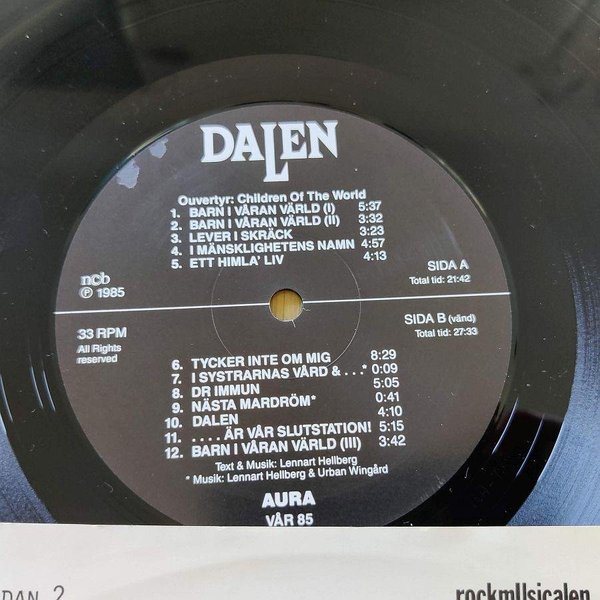 DALEN
Ouvertyr: Children Of The World
1. BARN I VÅRAN VÄRLD (I) 5:37
2. BARN I VÅRAN VÄRLD (II) 3:32
3. LEVER I SKRÄCK 3:23
4. I MÄNSKLIGHETENS NAMN 4:57
5. ETT HIMLA' LIV 4:13
ncb
℗ 1985
SIDA A
Total tid: 21:42
33 RPM
All Rights
reserved
SIDA B (vänd)
Total tid: 27:33
6. TYCKER INTE OM MIG 8:29
7. I SYSTRARNAS VÅRD & . . .* 0:09
8. DR IMMUN 5:05
9. NÄSTA MARDRÖM* 0:41
10. DALEN 4:10
11. . . . . ÄR VÅR SLUTSTATION! 5:15
12. BARN I VÅRAN VÄRLD (III) 3:42
Text & Musik: Lennart Hellberg
* Musik: Lennart Hellberg & Urban Wingård
AURA
VÅR 85
DAN 2
rockmusicalen